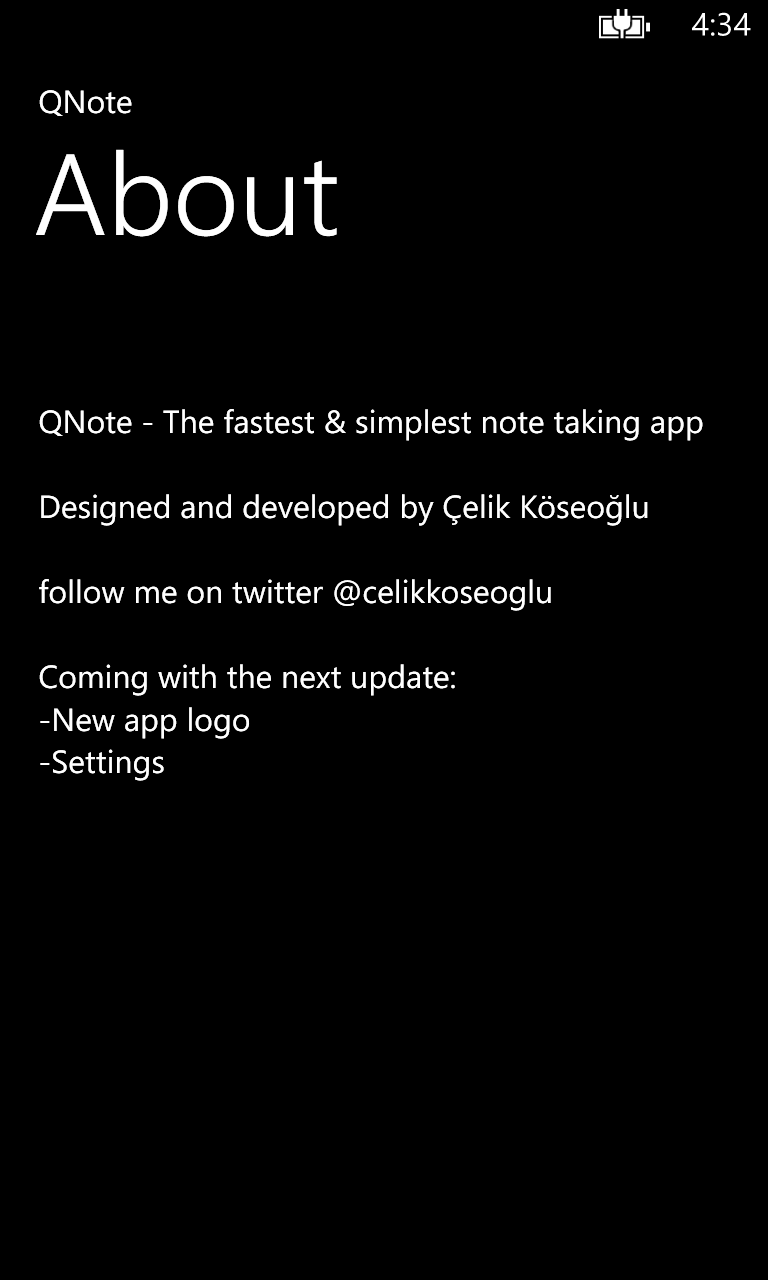 4:34
QNote
About
QNote - The fastest & simplest note taking app
Designed and developed by Çelik Köseoğlu
follow me on twitter @celikkoseoglu
Coming with the next update:
-New app logo
-Settings